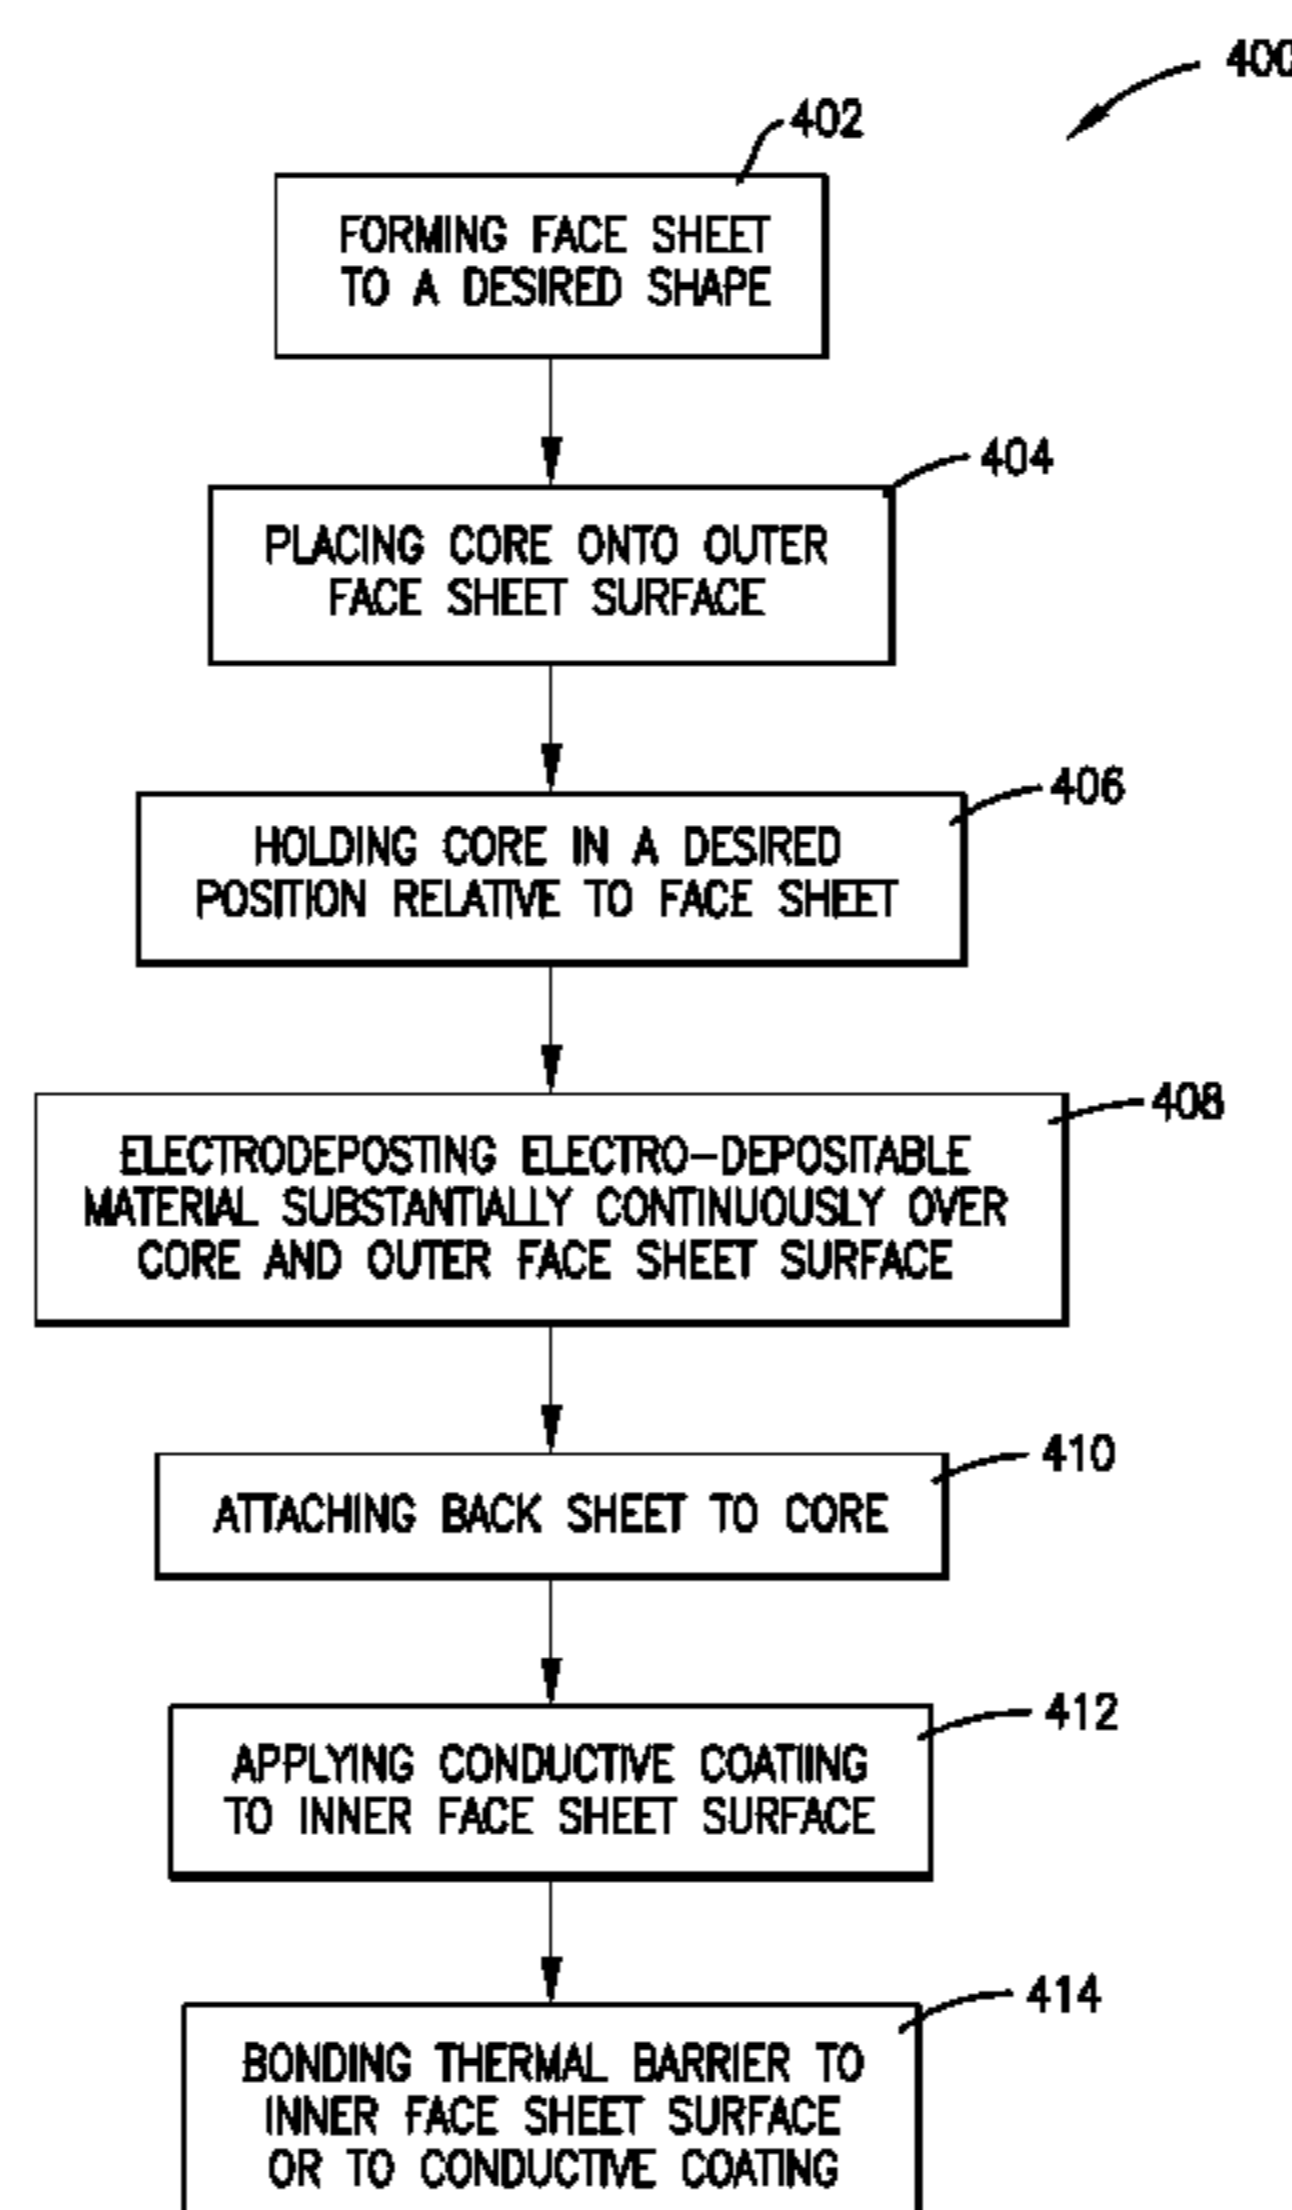 400
402
FORMING FACE SHEET
TO A DESIRED SHAPE
404
PLACING CORE ONTO OUTER
FACE SHEET SURFACE
406
HOLDING CORE IN A DESIRED
POSITION RELATIVE TO FACE SHEET
408
ELECTRODEPOSTING ELECTRO-DEPOSITABLE
MATERIAL SUBSTANTIALLY CONTINUOUSLY OVER
CORE AND OUTER FACE SHEET SURFACE
410
ATTACHING BACK SHEET TO CORE
412
APPLYING CONDUCTIVE COATIING
TO INNER FACE SHEET SURFACE
414
BONDING THERMAL BARRIER TO
INNER FACE SHEET SURFACE
OR TO CONDUCTIVE COATING